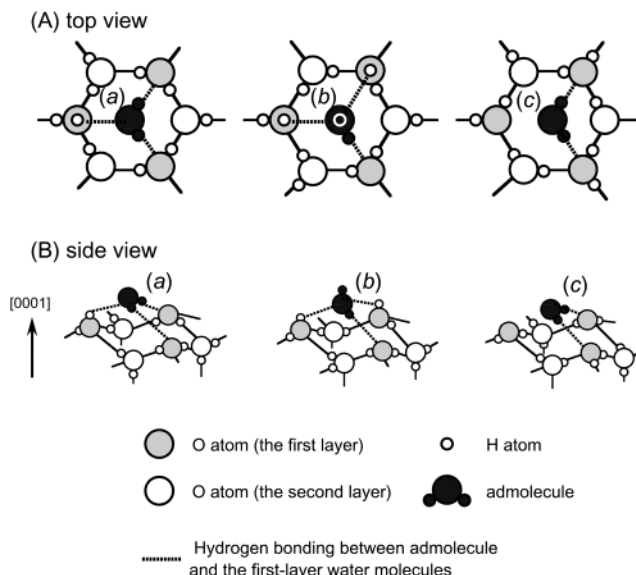 (A) top view
(a)
(b)
(c)
(B) side view
[0001]
(a)
(b)
(c)
O atom (the first layer)
H atom
O atom (the second layer)
admolecule
Hydrogen bonding between admolecule
and the first-layer water molecules